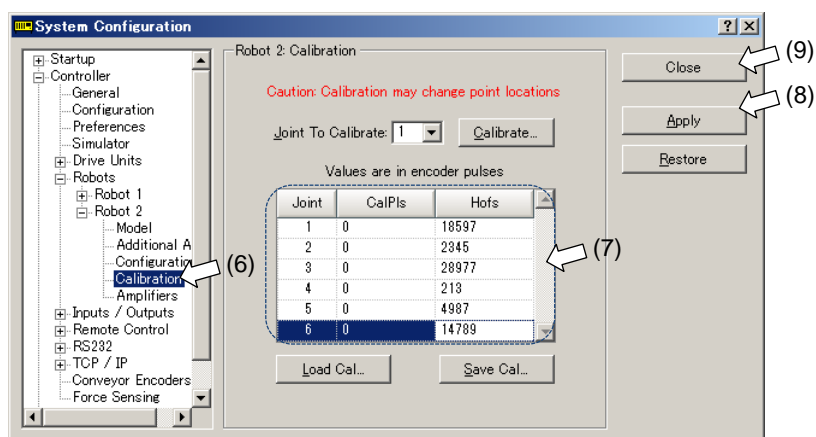 System Configuration
Startup
Controller
General
Configuration
Preferences
Simulator
Drive Units
Robots
Robot 1
Robot 2
Model
Additional A
Configuratio
Calibration
Amplifiers
Inputs / Outputs
Remote Control
RS232
TCP / IP
Conveyor Encoders
Force Sensing
(6)
Robot 2: Calibration
Caution: Calibration may change point locations
Joint To Calibrate: 1 Calibrate...
Values are in encoder pulses
Joint CalPls Hofs
1 0 18597
2 0 2345
3 0 28977
4 0 213
5 0 4987
6 0 14789
(7)
Load Cal... Save Cal...
Close
(9)
Apply
(8)
Restore